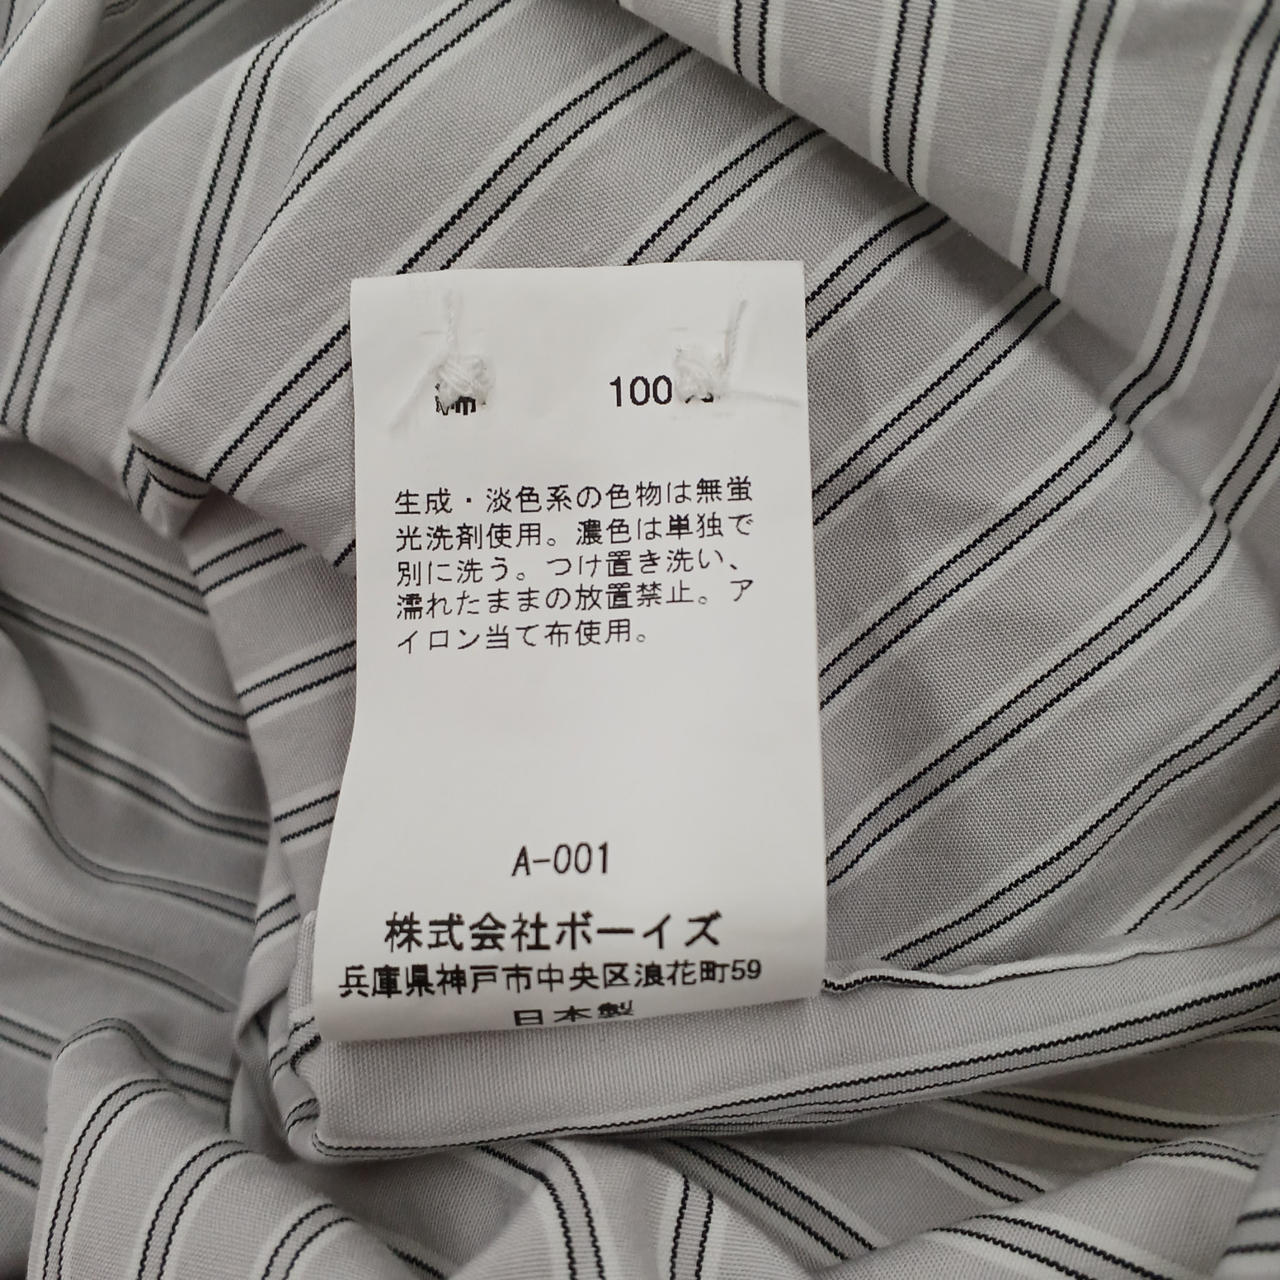 綿 100%
生成・淡色系の色物は無蛍
光洗剤使用。濃色は単独で
別に洗う。つけ置き洗い、
濡れたままの放置禁止。ア
イロン当て布使用。
A-001
株式会社ボーイズ
兵庫県神戸市中央区浪花町59
日本製